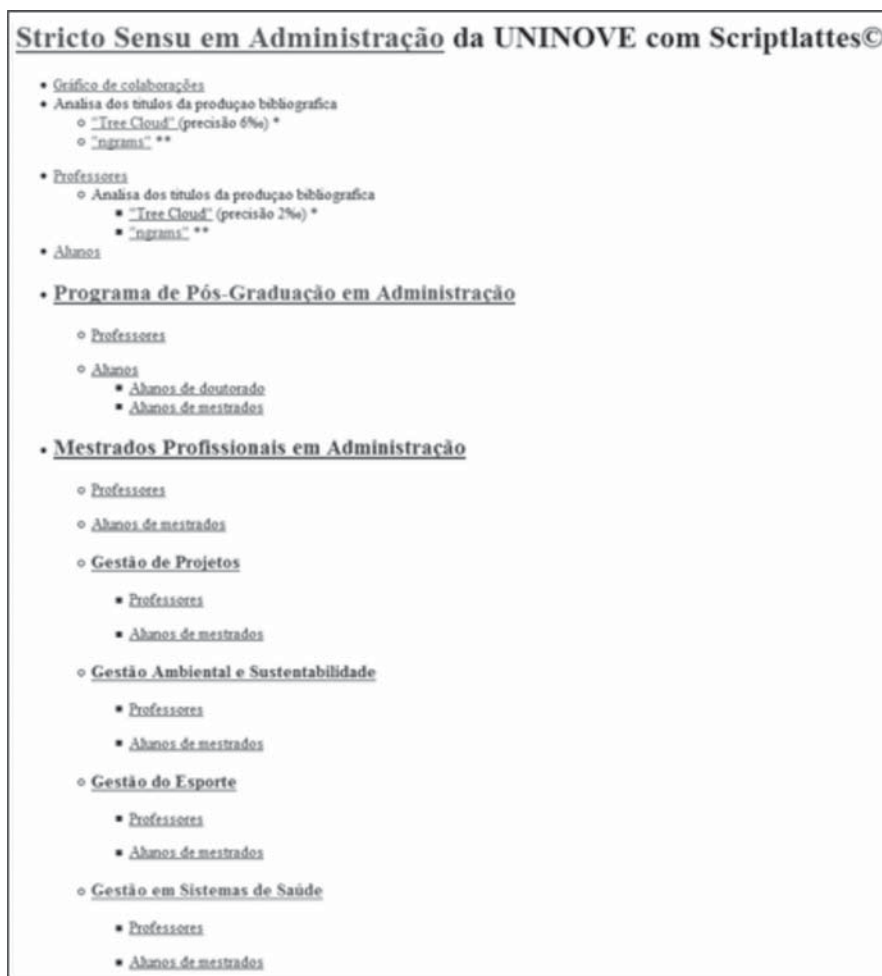 Stricto Sensu em Administração da UNINOVE com Scriptlattes©
• Gráfico de colaborações
• Analisa dos titulos da produçao bibliografica
o "Tree Cloud" (precisão 6‰) *
o "ngrams" **
• Professores
o Analisa dos titulos da produçao bibliografica
▪ "Tree Cloud" (precisão 2‰) *
▪ "ngrams" **
• Alunos
• Programa de Pós-Graduação em Administração
o Professores
o Alunos
▪ Alunos de doutorado
▪ Alunos de mestrados
• Mestrados Profissionais em Administração
o Professores
o Alunos de mestrados
o Gestão de Projetos
▪ Professores
▪ Alunos de mestrados
o Gestão Ambiental e Sustentabilidade
▪ Professores
▪ Alunos de mestrados
o Gestão do Esporte
▪ Professores
▪ Alunos de mestrados
o Gestão em Sistemas de Saúde
▪ Professores
▪ Alunos de mestrados